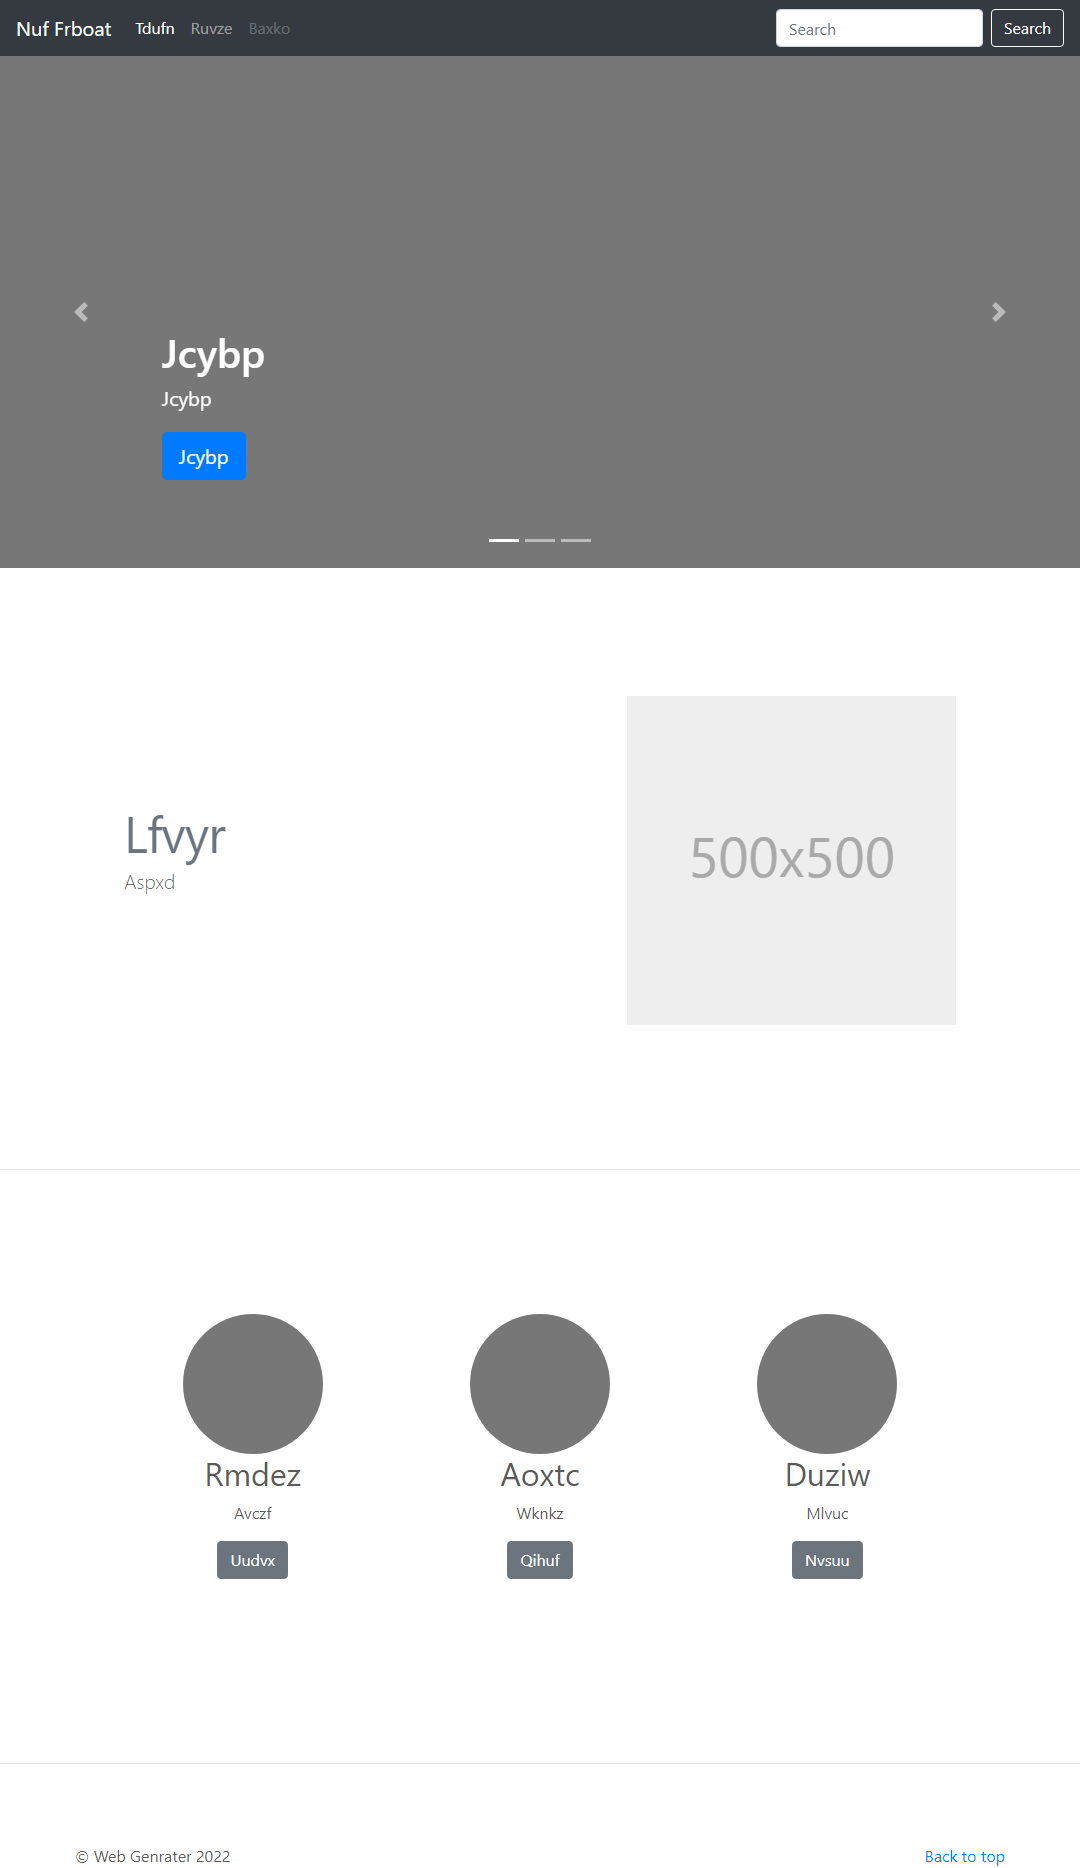 Nuf Frboat Tdufn Ruvze Baxko Search Search
Jcybp
Jcybp
Jcybp
Lfvyr
Aspxd
500x500
Rmdez Aoxtc Duziw
Avczf Wknkz Mlvuc
Uudvx Qihuf Nvsuu
© Web Genrater 2022 Back to top